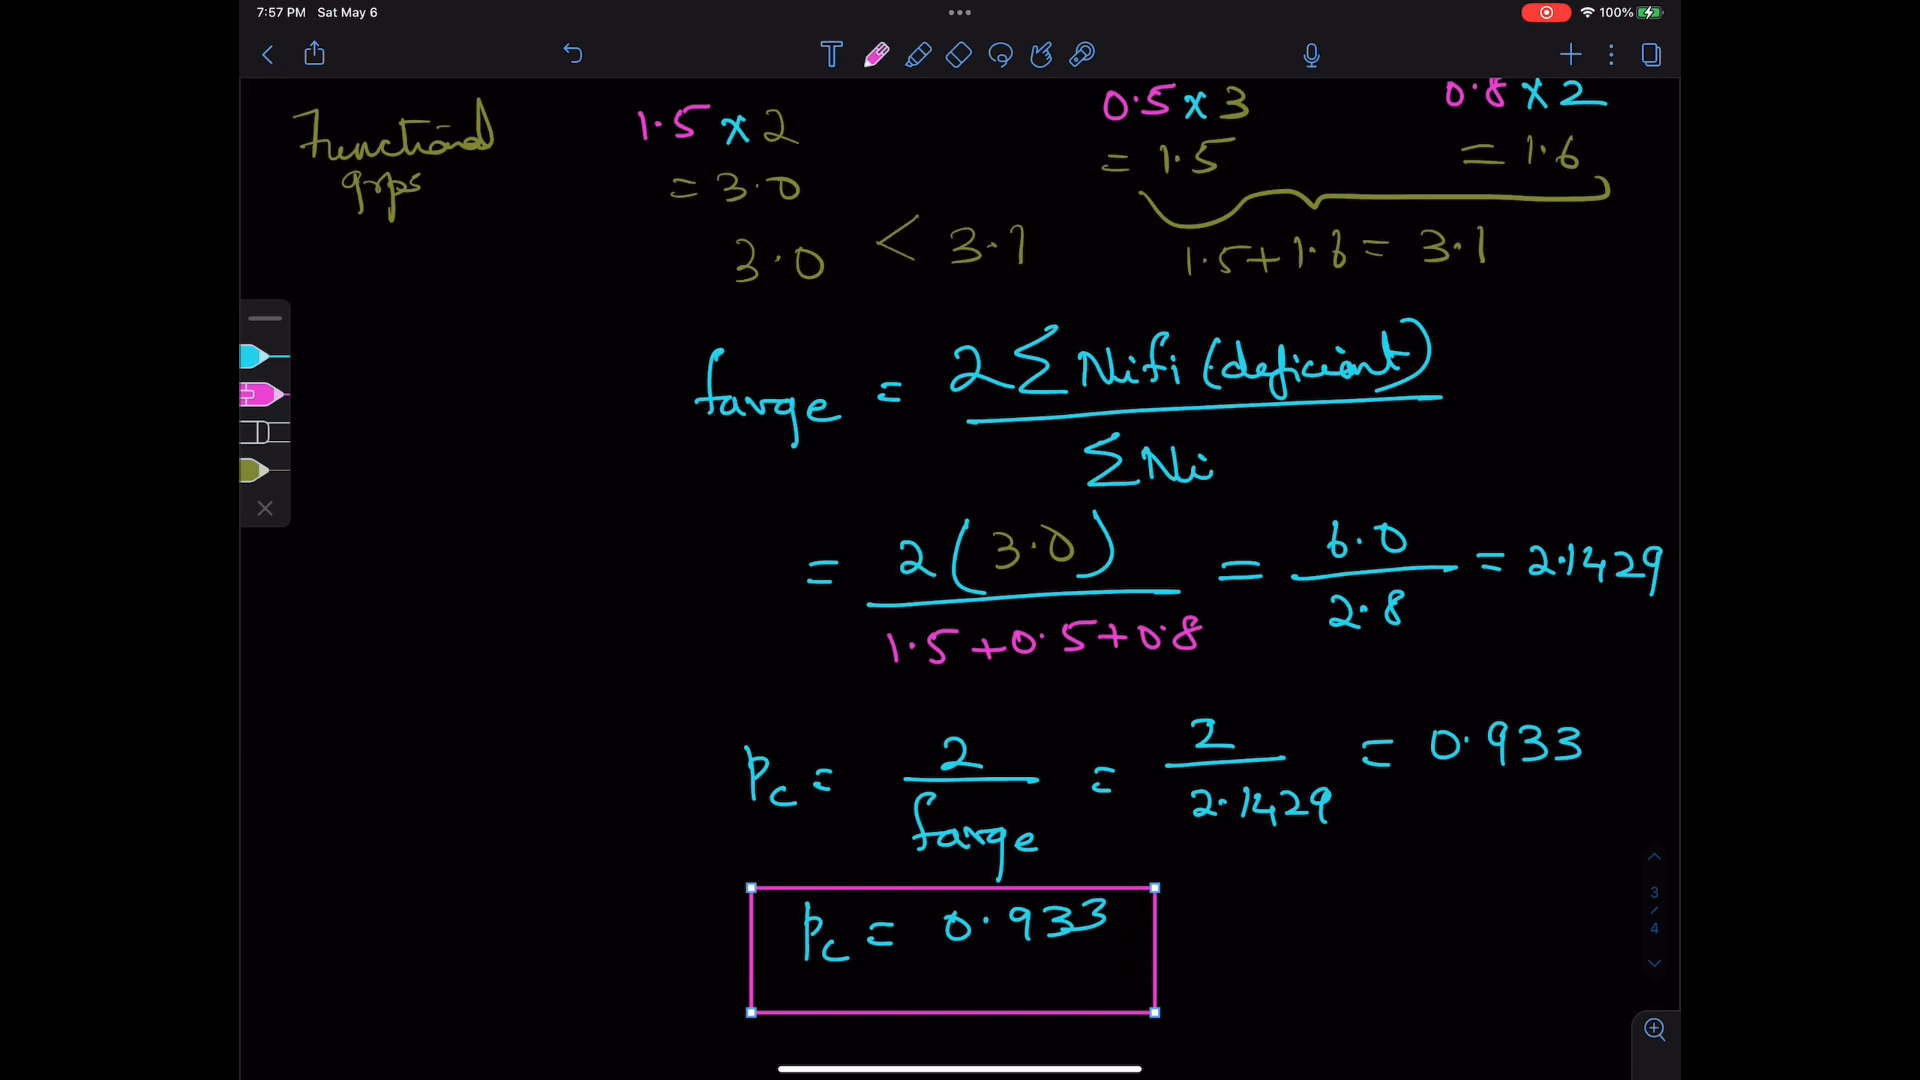 7:57 PM Sat May 6
100%
T
Functional grps
1.5 x 2
= 3.0
0.5 x 3
= 1.5
0.8 x 2
= 1.6
3.0 < 3.1
1.5 + 1.6 = 3.1
favge = 2 Σ Nifi (deficient) / Σ Ni
= 2 ( 3.0 ) / 1.5 + 0.5 + 0.8 = 6.0 / 2.8 = 2.1429
Pc = 2 / favge = 2 / 2.1429 = 0.933
Pc = 0.933
3
/
4